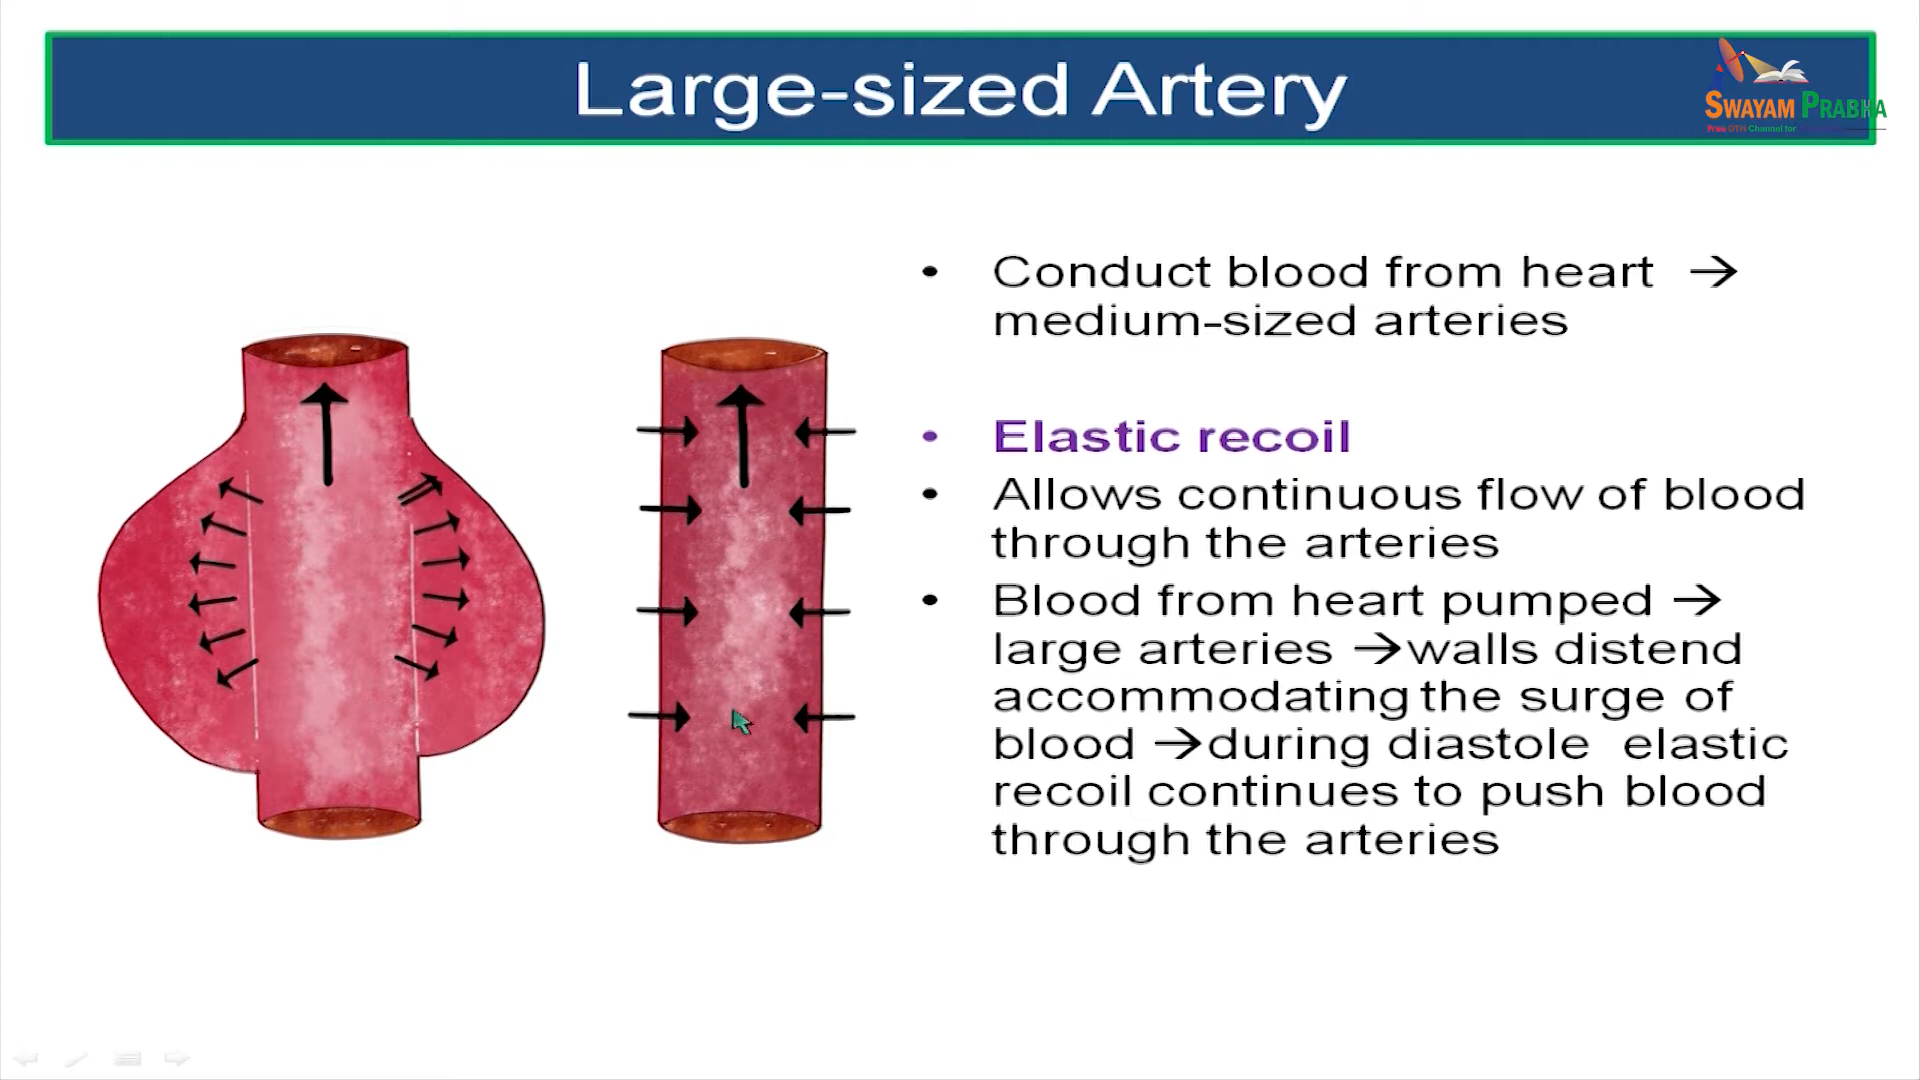 Large-sized Artery
SWAYAM PRABHA
Free DTH Channel for
• Conduct blood from heart →
medium-sized arteries
• Elastic recoil
• Allows continuous flow of blood
through the arteries
• Blood from heart pumped →
large arteries →walls distend
accommodating the surge of
blood →during diastole elastic
recoil continues to push blood
through the arteries